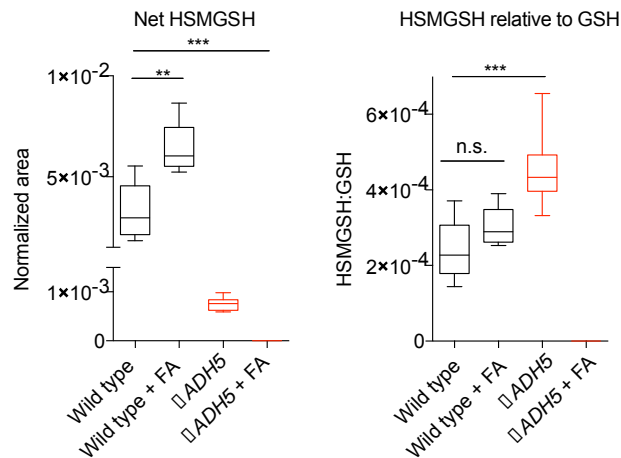 Net HSMGSH
***
**
1×10-2
5×10-3
1×10-3
0
Normalized area
Wild type
Wild type + FA
▯ADH5
▯ADH5 + FA
HSMGSH relative to GSH
***
n.s.
6×10-4
4×10-4
2×10-4
0
HSMGSH:GSH
Wild type
Wild type + FA
▯ADH5
▯ADH5 + FA